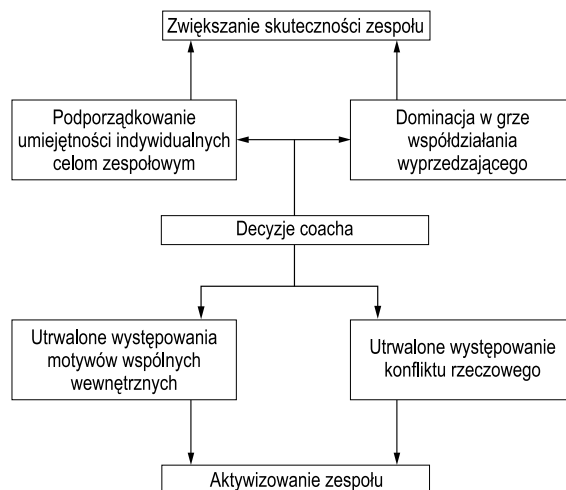 Zwiększanie skuteczności zespołu
Podporządkowanie
umiejętności indywidualnych
celom zespołowym
Dominacja w grze
współdziałania
wyprzedzającego
Decyzje coacha
Utrwalone występowania
motywów wspólnych
wewnętrznych
Utrwalone występowanie
konfliktu rzeczowego
Aktywizowanie zespołu